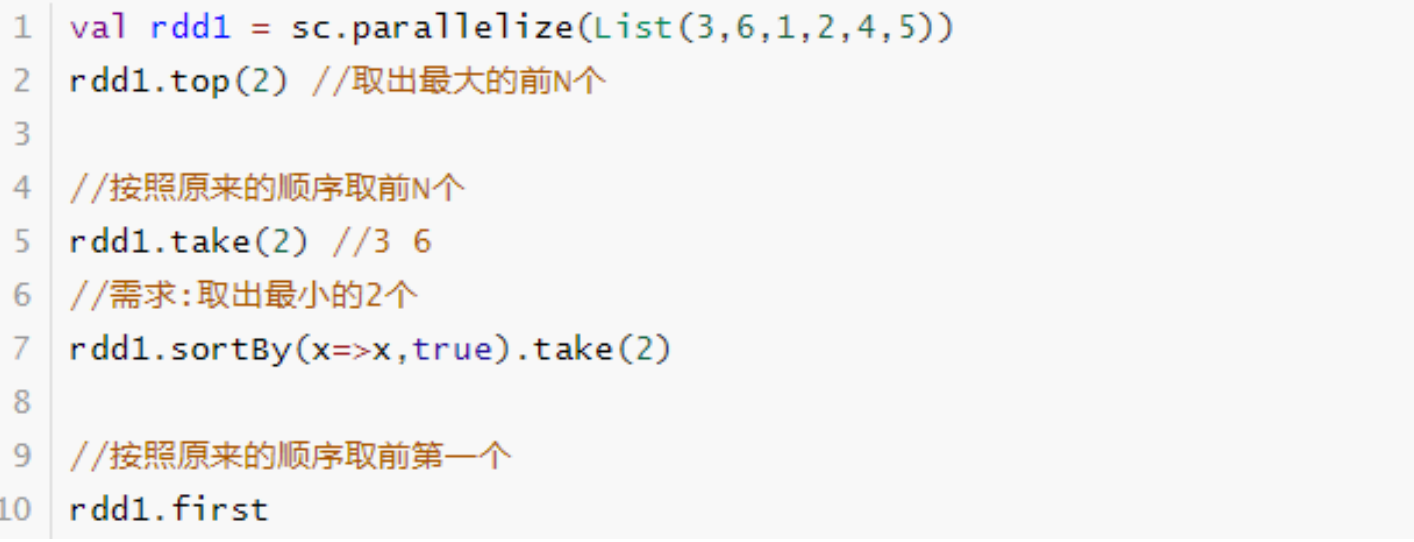 1 val rdd1 = sc.parallelize(List(3,6,1,2,4,5))
2 rdd1.top(2) //取出最大的前N个
3
4 //按照原来的顺序取前N个
5 rdd1.take(2) //3 6
6 //需求:取出最小的2个
7 rdd1.sortBy(x=>x,true).take(2)
8
9 //按照原来的顺序取前第一个
10 rdd1.first